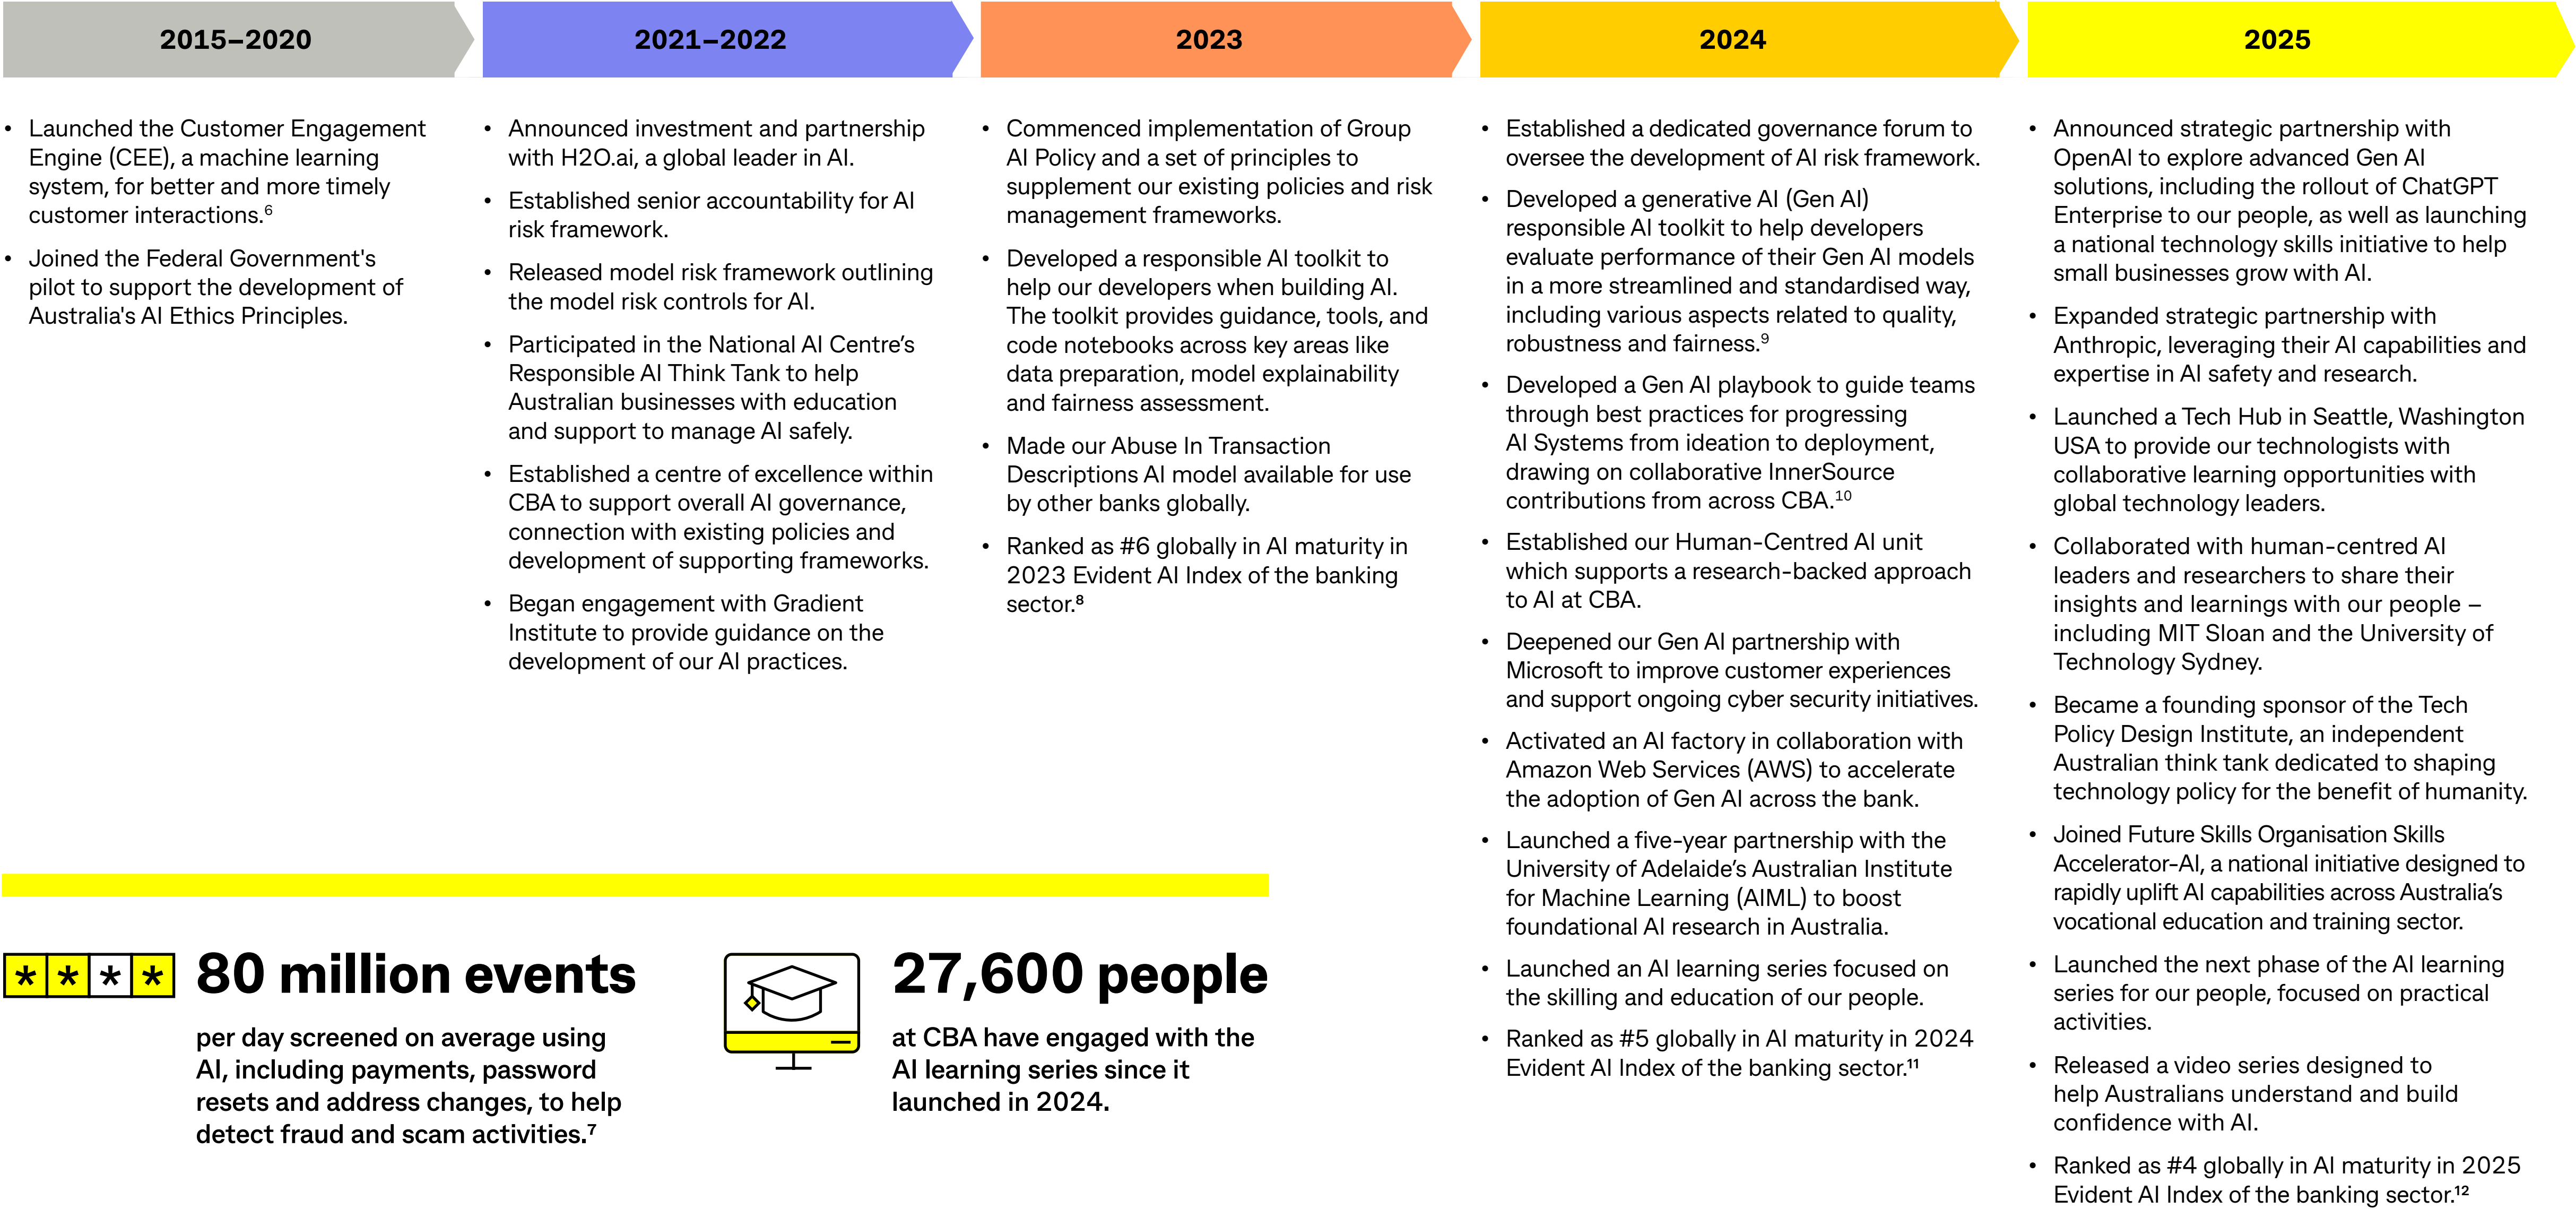 2015–2020
• Launched the Customer Engagement
Engine (CEE), a machine learning
system, for better and more timely
customer interactions.⁶
• Joined the Federal Government's
pilot to support the development of
Australia's AI Ethics Principles.
2021–2022
• Announced investment and partnership
with H2O.ai, a global leader in AI.
• Established senior accountability for AI
risk framework.
• Released model risk framework outlining
the model risk controls for AI.
• Participated in the National AI Centre’s
Responsible AI Think Tank to help
Australian businesses with education
and support to manage AI safely.
• Established a centre of excellence within
CBA to support overall AI governance,
connection with existing policies and
development of supporting frameworks.
• Began engagement with Gradient
Institute to provide guidance on the
development of our AI practices.
2023
• Commenced implementation of Group
AI Policy and a set of principles to
supplement our existing policies and risk
management frameworks.
• Developed a responsible AI toolkit to
help our developers when building AI.
The toolkit provides guidance, tools, and
code notebooks across key areas like
data preparation, model explainability
and fairness assessment.
• Made our Abuse In Transaction
Descriptions AI model available for use
by other banks globally.
• Ranked as #6 globally in AI maturity in
2023 Evident AI Index of the banking
sector.⁸
2024
• Established a dedicated governance forum to
oversee the development of AI risk framework.
• Developed a generative AI (Gen AI)
responsible AI toolkit to help developers
evaluate performance of their Gen AI models
in a more streamlined and standardised way,
including various aspects related to quality,
robustness and fairness.⁹
• Developed a Gen AI playbook to guide teams
through best practices for progressing
AI Systems from ideation to deployment,
drawing on collaborative InnerSource
contributions from across CBA.¹⁰
• Established our Human-Centred AI unit
which supports a research-backed approach
to AI at CBA.
• Deepened our Gen AI partnership with
Microsoft to improve customer experiences
and support ongoing cyber security initiatives.
• Activated an AI factory in collaboration with
Amazon Web Services (AWS) to accelerate
the adoption of Gen AI across the bank.
• Launched a five-year partnership with the
University of Adelaide’s Australian Institute
for Machine Learning (AIML) to boost
foundational AI research in Australia.
• Launched an AI learning series focused on
the skilling and education of our people.
• Ranked as #5 globally in AI maturity in 2024
Evident AI Index of the banking sector.¹¹
2025
• Announced strategic partnership with
OpenAI to explore advanced Gen AI
solutions, including the rollout of ChatGPT
Enterprise to our people, as well as launching
a national technology skills initiative to help
small businesses grow with AI.
• Expanded strategic partnership with
Anthropic, leveraging their AI capabilities and
expertise in AI safety and research.
• Launched a Tech Hub in Seattle, Washington
USA to provide our technologists with
collaborative learning opportunities with
global technology leaders.
• Collaborated with human-centred AI
leaders and researchers to share their
insights and learnings with our people –
including MIT Sloan and the University of
Technology Sydney.
• Became a founding sponsor of the Tech
Policy Design Institute, an independent
Australian think tank dedicated to shaping
technology policy for the benefit of humanity.
• Joined Future Skills Organisation Skills
Accelerator-AI, a national initiative designed to
rapidly uplift AI capabilities across Australia’s
vocational education and training sector.
• Launched the next phase of the AI learning
series for our people, focused on practical
activities.
• Released a video series designed to
help Australians understand and build
confidence with AI.
• Ranked as #4 globally in AI maturity in 2025
Evident AI Index of the banking sector.¹²
* * * *
80 million events
per day screened on average using
AI, including payments, password
resets and address changes, to help
detect fraud and scam activities.⁷
27,600 people
at CBA have engaged with the
AI learning series since it
launched in 2024.